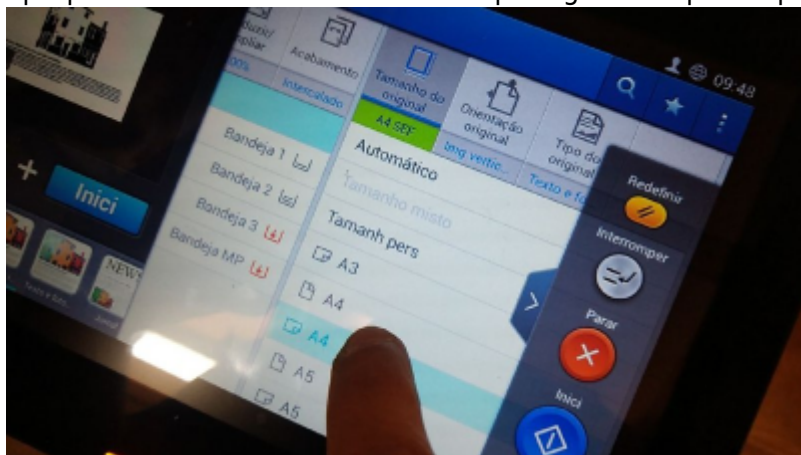 09:48
Acabamento
Intercalado
Tamanho do
original
A4 SEF
Orientação
original
Img vertic...
Tipo do
original
Bandeja 1
Bandeja 2
Bandeja 3
Bandeja MP
Automático
Tamanho misto
Tamanh pers
A3
A4
A4
A5
A5
Redefinir
Interromper
Parar
Inici
+
Inici
NEWS
Jornal